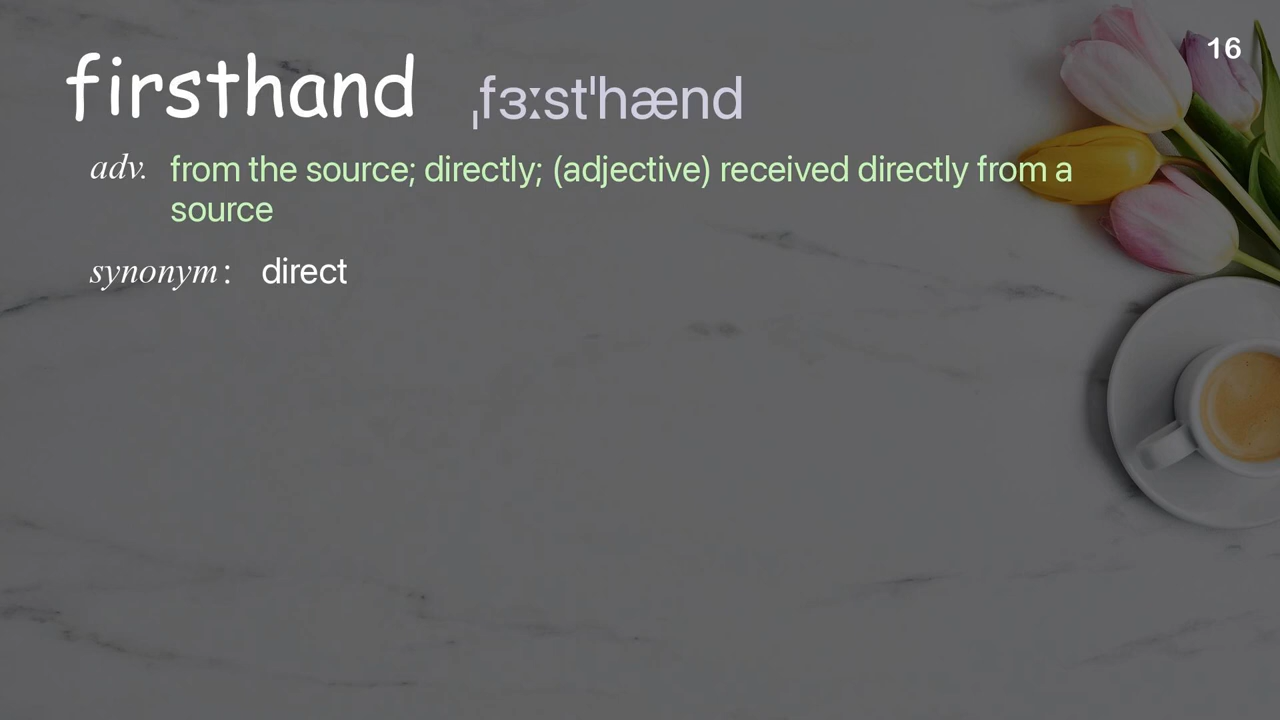 16
firsthand ˌfɜːstˈhænd
adv. from the source; directly; (adjective) received directly from a
source
synonym : direct